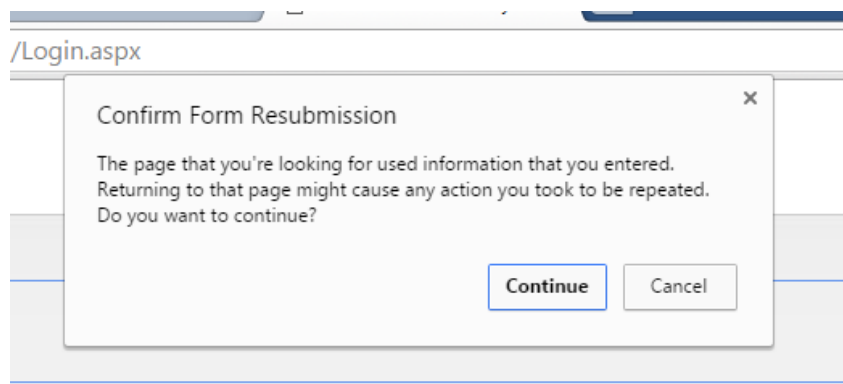 /Login.aspx
Confirm Form Resubmission
The page that you're looking for used information that you entered.
Returning to that page might cause any action you took to be repeated.
Do you want to continue?
Continue Cancel